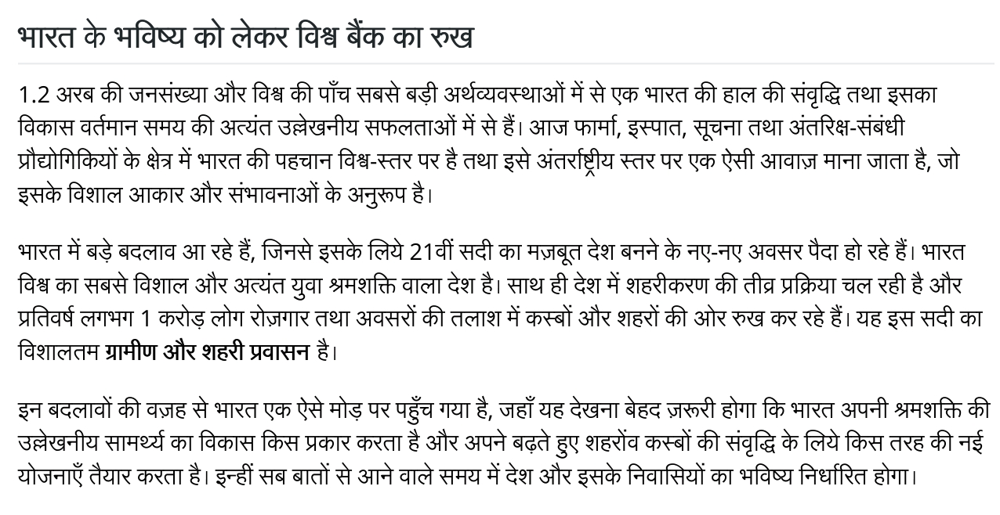 भारत के भविष्य को लेकर विश्व बैंक का रुख
1.2 अरब की जनसंख्या और विश्व की पाँच सबसे बड़ी अर्थव्यवस्थाओं में से एक भारत की हाल की संवृद्धि तथा इसका
विकास वर्तमान समय की अत्यंत उल्लेखनीय सफलताओं में से हैं। आज फार्मा, इस्पात, सूचना तथा अंतरिक्ष-संबंधी
प्रौद्योगिकियों के क्षेत्र में भारत की पहचान विश्व-स्तर पर है तथा इसे अंतर्राष्ट्रीय स्तर पर एक ऐसी आवाज़ माना जाता है, जो
इसके विशाल आकार और संभावनाओं के अनुरूप है।
भारत में बड़े बदलाव आ रहे हैं, जिनसे इसके लिये 21वीं सदी का मज़बूत देश बनने के नए-नए अवसर पैदा हो रहे हैं। भारत
विश्व का सबसे विशाल और अत्यंत युवा श्रमशक्ति वाला देश है। साथ ही देश में शहरीकरण की तीव्र प्रक्रिया चल रही है और
प्रतिवर्ष लगभग 1 करोड़ लोग रोज़गार तथा अवसरों की तलाश में कस्बों और शहरों की ओर रुख कर रहे हैं। यह इस सदी का
विशालतम ग्रामीण और शहरी प्रवासन है।
इन बदलावों की वज़ह से भारत एक ऐसे मोड़ पर पहुँच गया है, जहाँ यह देखना बेहद ज़रूरी होगा कि भारत अपनी श्रमशक्ति की
उल्लेखनीय सामर्थ्य का विकास किस प्रकार करता है और अपने बढ़ते हुए शहरोंव कस्बों की संवृद्धि के लिये किस तरह की नई
योजनाएँ तैयार करता है। इन्हीं सब बातों से आने वाले समय में देश और इसके निवासियों का भविष्य निर्धारित होगा।